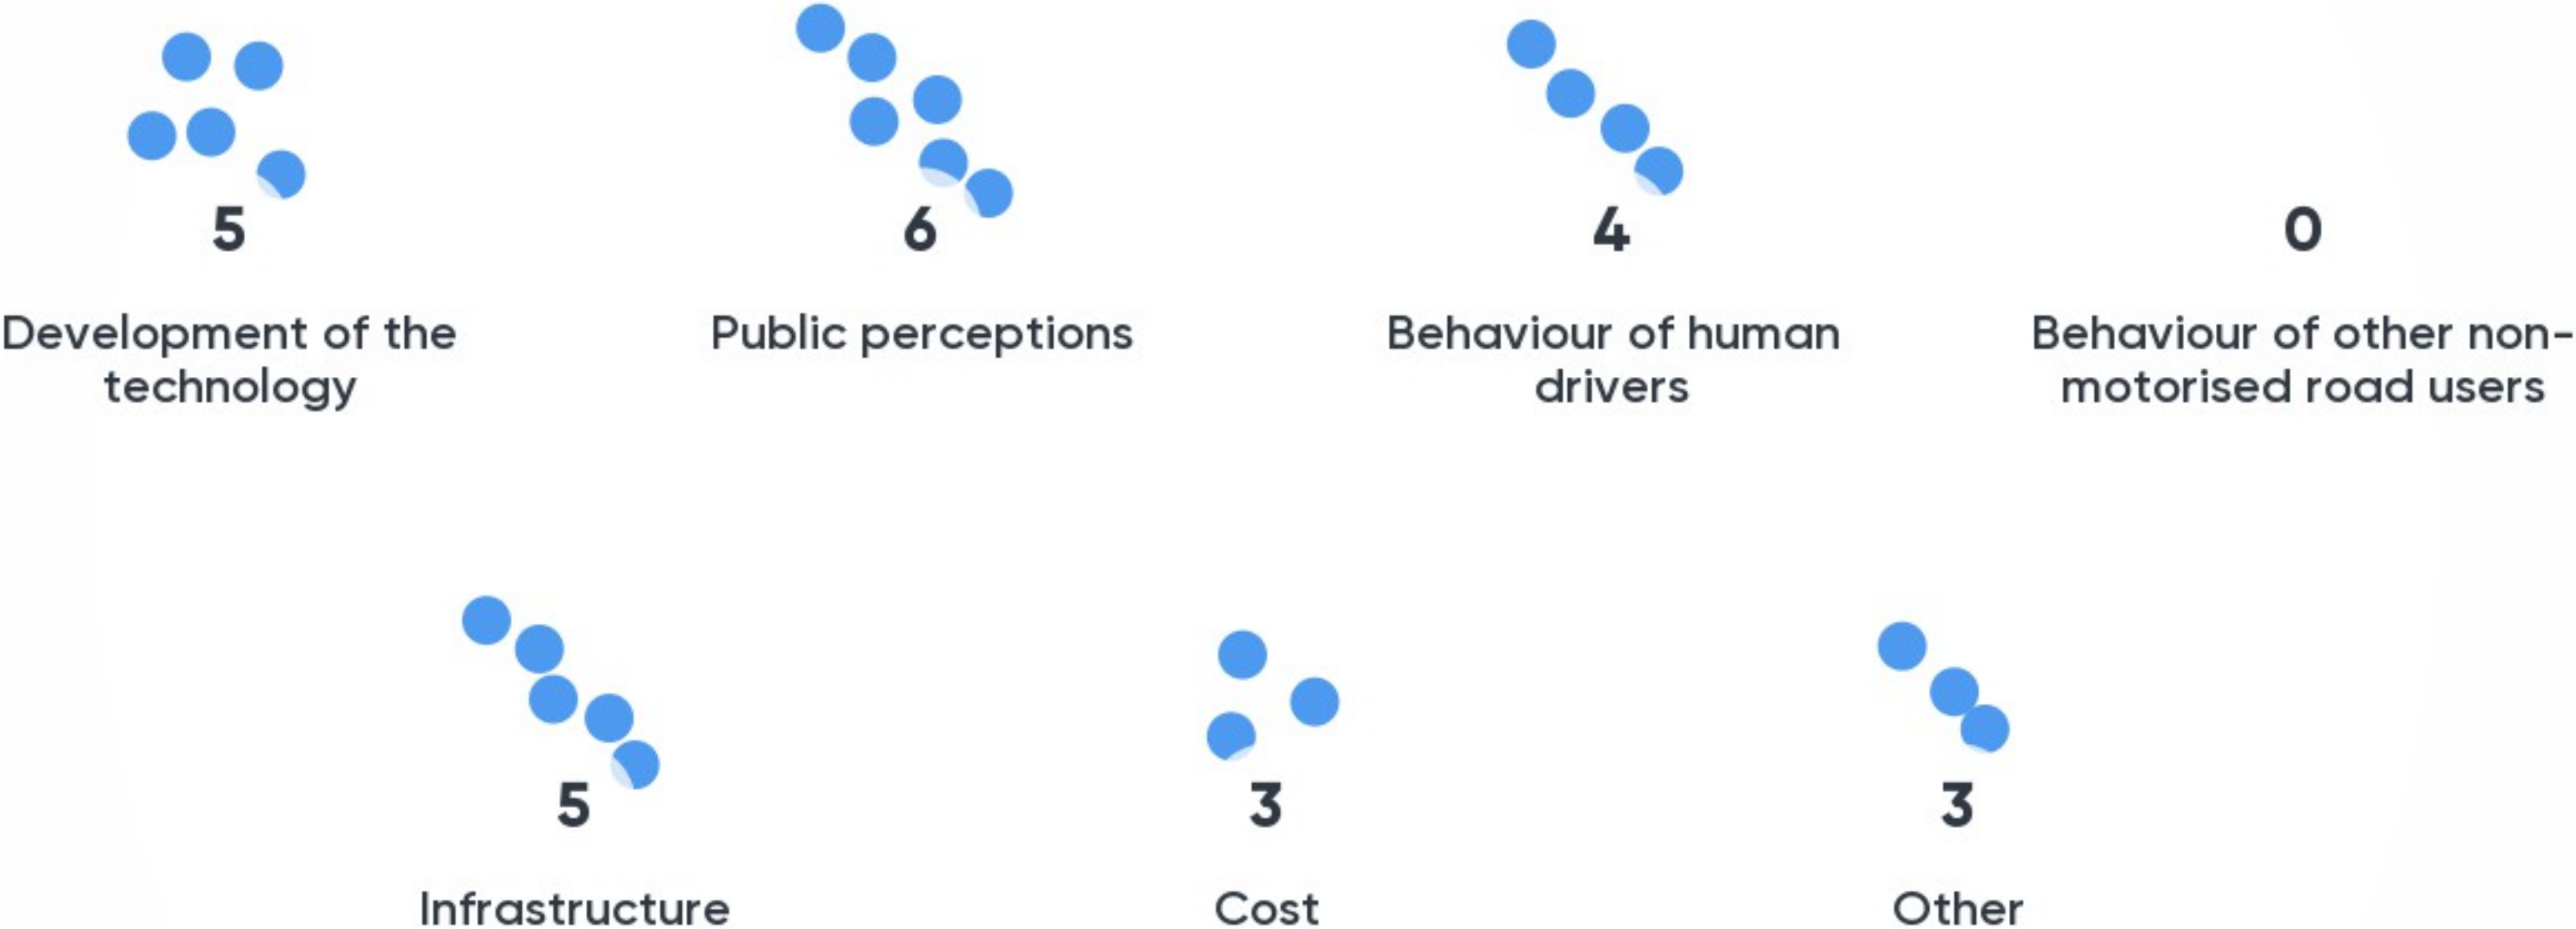 5
6
4
0
Development of the
technology
Public perceptions
Behaviour of human
drivers
Behaviour of other non-
motorised road users
5
3
3
Infrastructure
Cost
Other